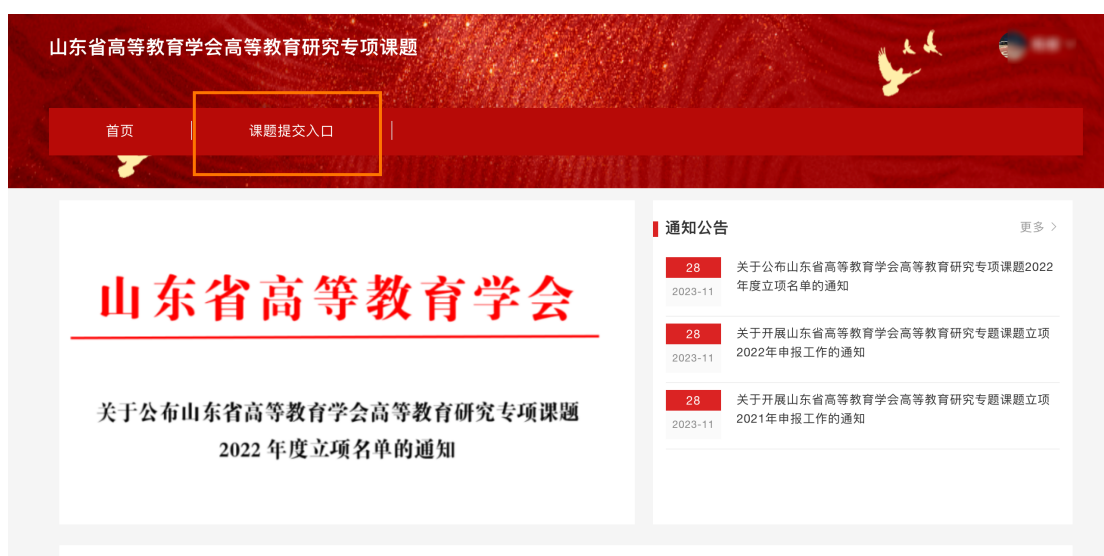 山东省高等教育学会高等教育研究专项课题
首页
课题提交入口
山东省高等教育学会
关于公布山东省高等教育学会高等教育研究专项课题
2022 年度立项名单的通知
通知公告
更多
28
2023-11
关于公布山东省高等教育学会高等教育研究专项课题2022
年度立项名单的通知
28
2023-11
关于开展山东省高等教育学会高等教育研究专题课题立项
2022年申报工作的通知
28
2023-11
关于开展山东省高等教育学会高等教育研究专题课题立项
2021年申报工作的通知